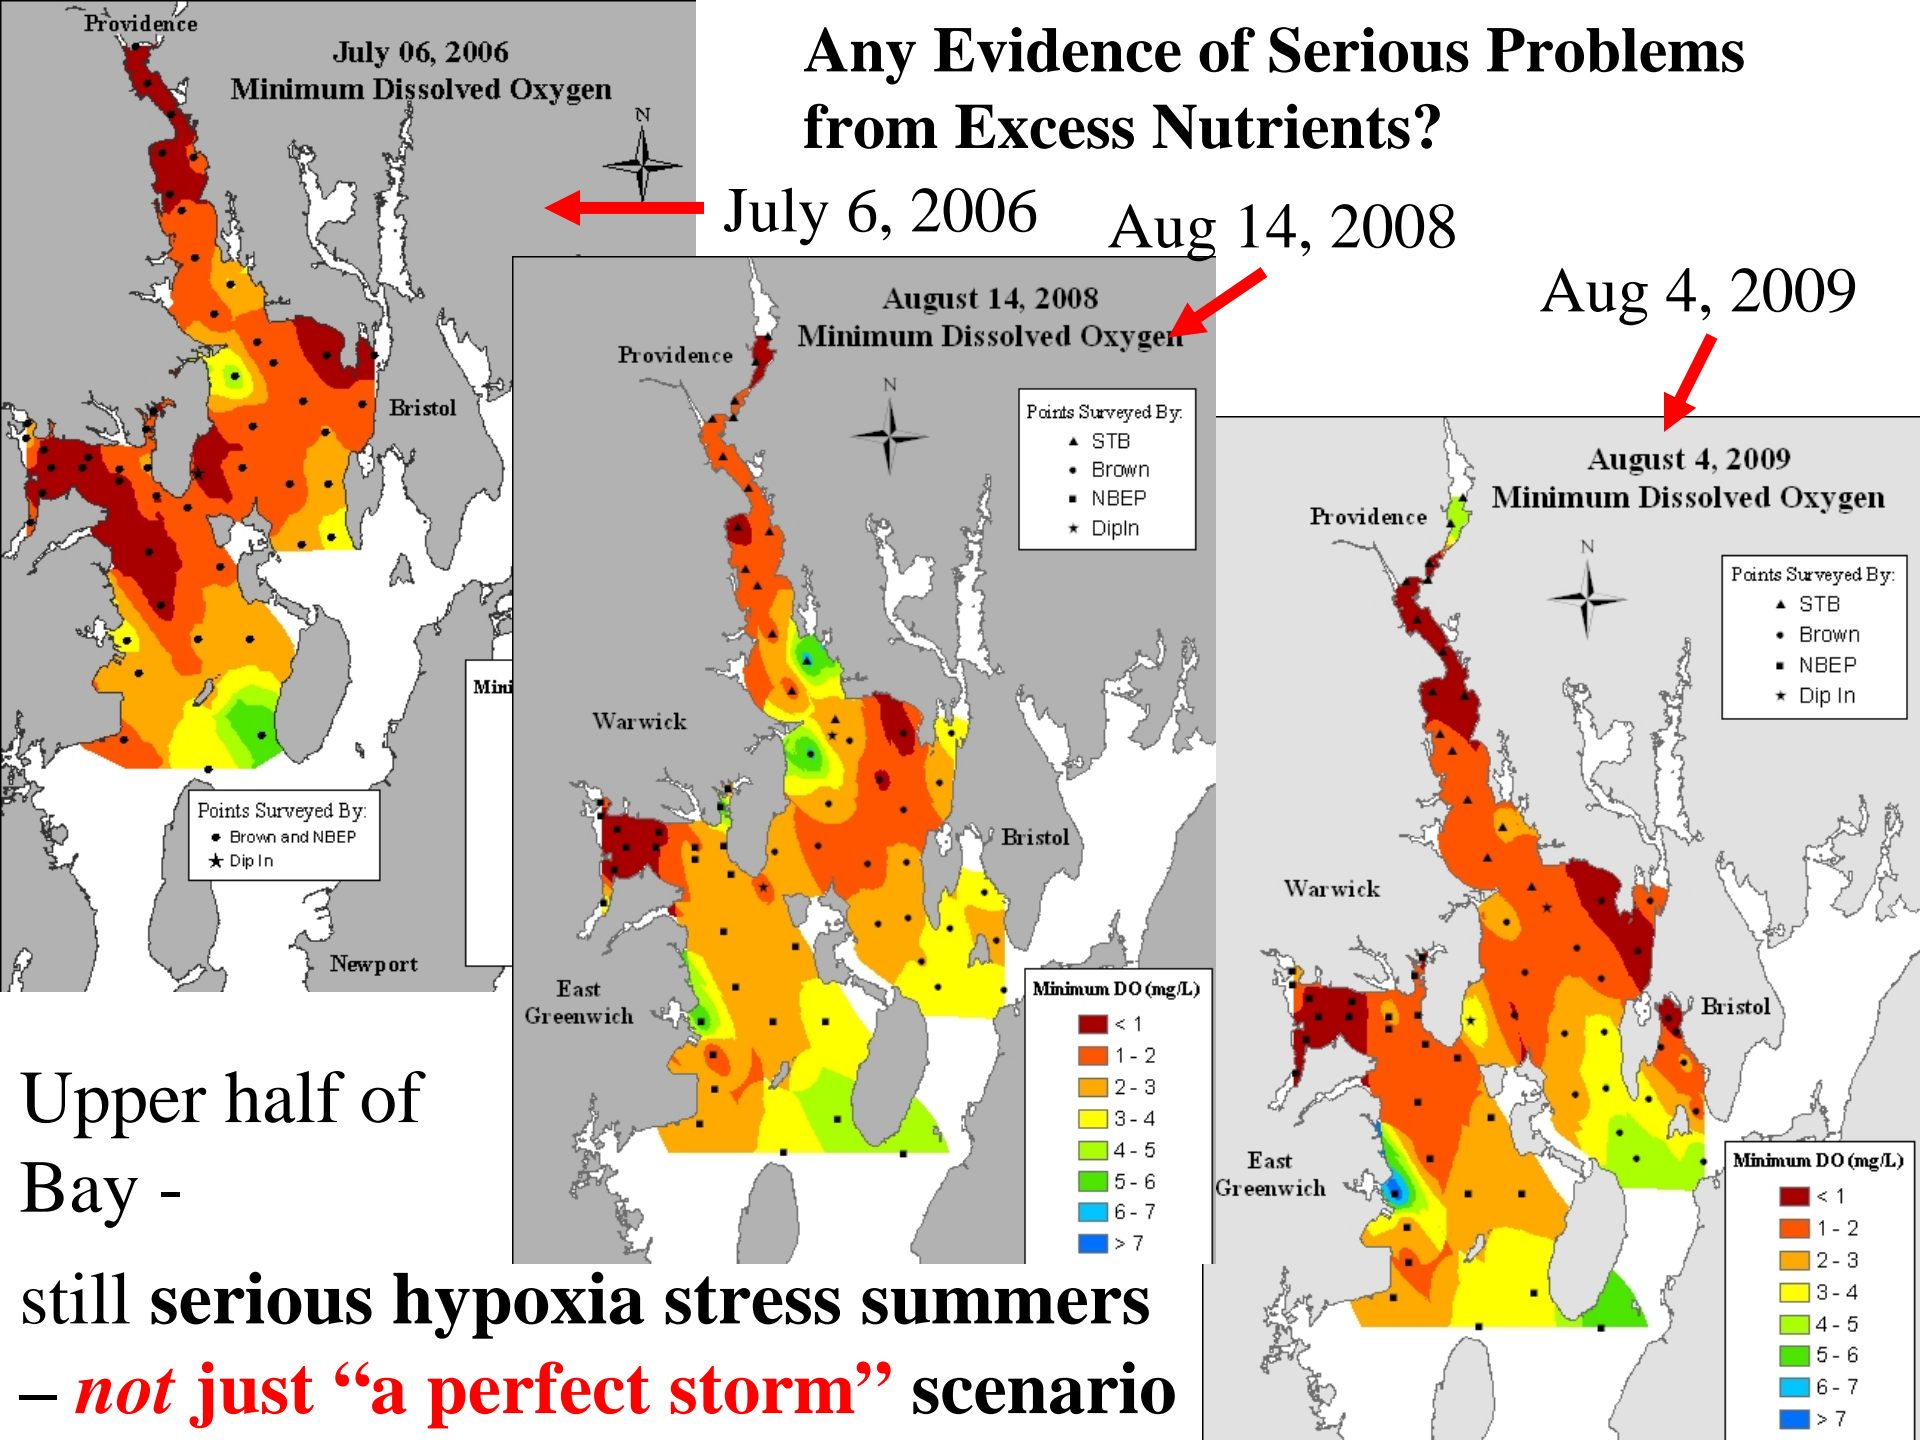 Any Evidence of Serious Problems
from Excess Nutrients?
July 6, 2006
Aug 14, 2008
Aug 4, 2009
Providence
July 06, 2006
Minimum Dissolved Oxygen
N
Bristol
Mini
Points Surveyed By:
Brown and NBEP
Dip In
Newport
August 14, 2008
Minimum Dissolved Oxygen
Providence
N
Points Surveyed By:
STB
Brown
NBEP
DipIn
Warwick
Bristol
East
Greenwich
Minimum DO (mg/L)
< 1
1 - 2
2 - 3
3 - 4
4 - 5
5 - 6
6 - 7
> 7
August 4, 2009
Minimum Dissolved Oxygen
Providence
N
Points Surveyed By:
STB
Brown
NBEP
Dip In
Warwick
Bristol
East
Greenwich
Minimum DO (mg/L)
< 1
1 - 2
2 - 3
3 - 4
4 - 5
5 - 6
6 - 7
> 7
Upper half of
Bay -
still serious hypoxia stress summers
– not just “a perfect storm” scenario